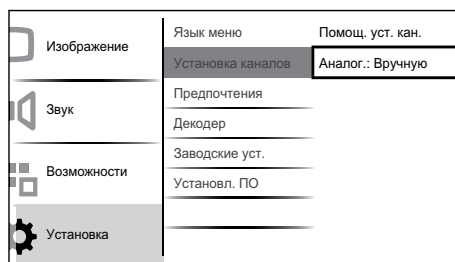 Изображение
Звук
Возможности
Установка
Язык меню
Установка каналов
Предпочтения
Декодер
Заводские уст.
Установл. ПО
Помощ. уст. кан.
Аналог.: Вручную